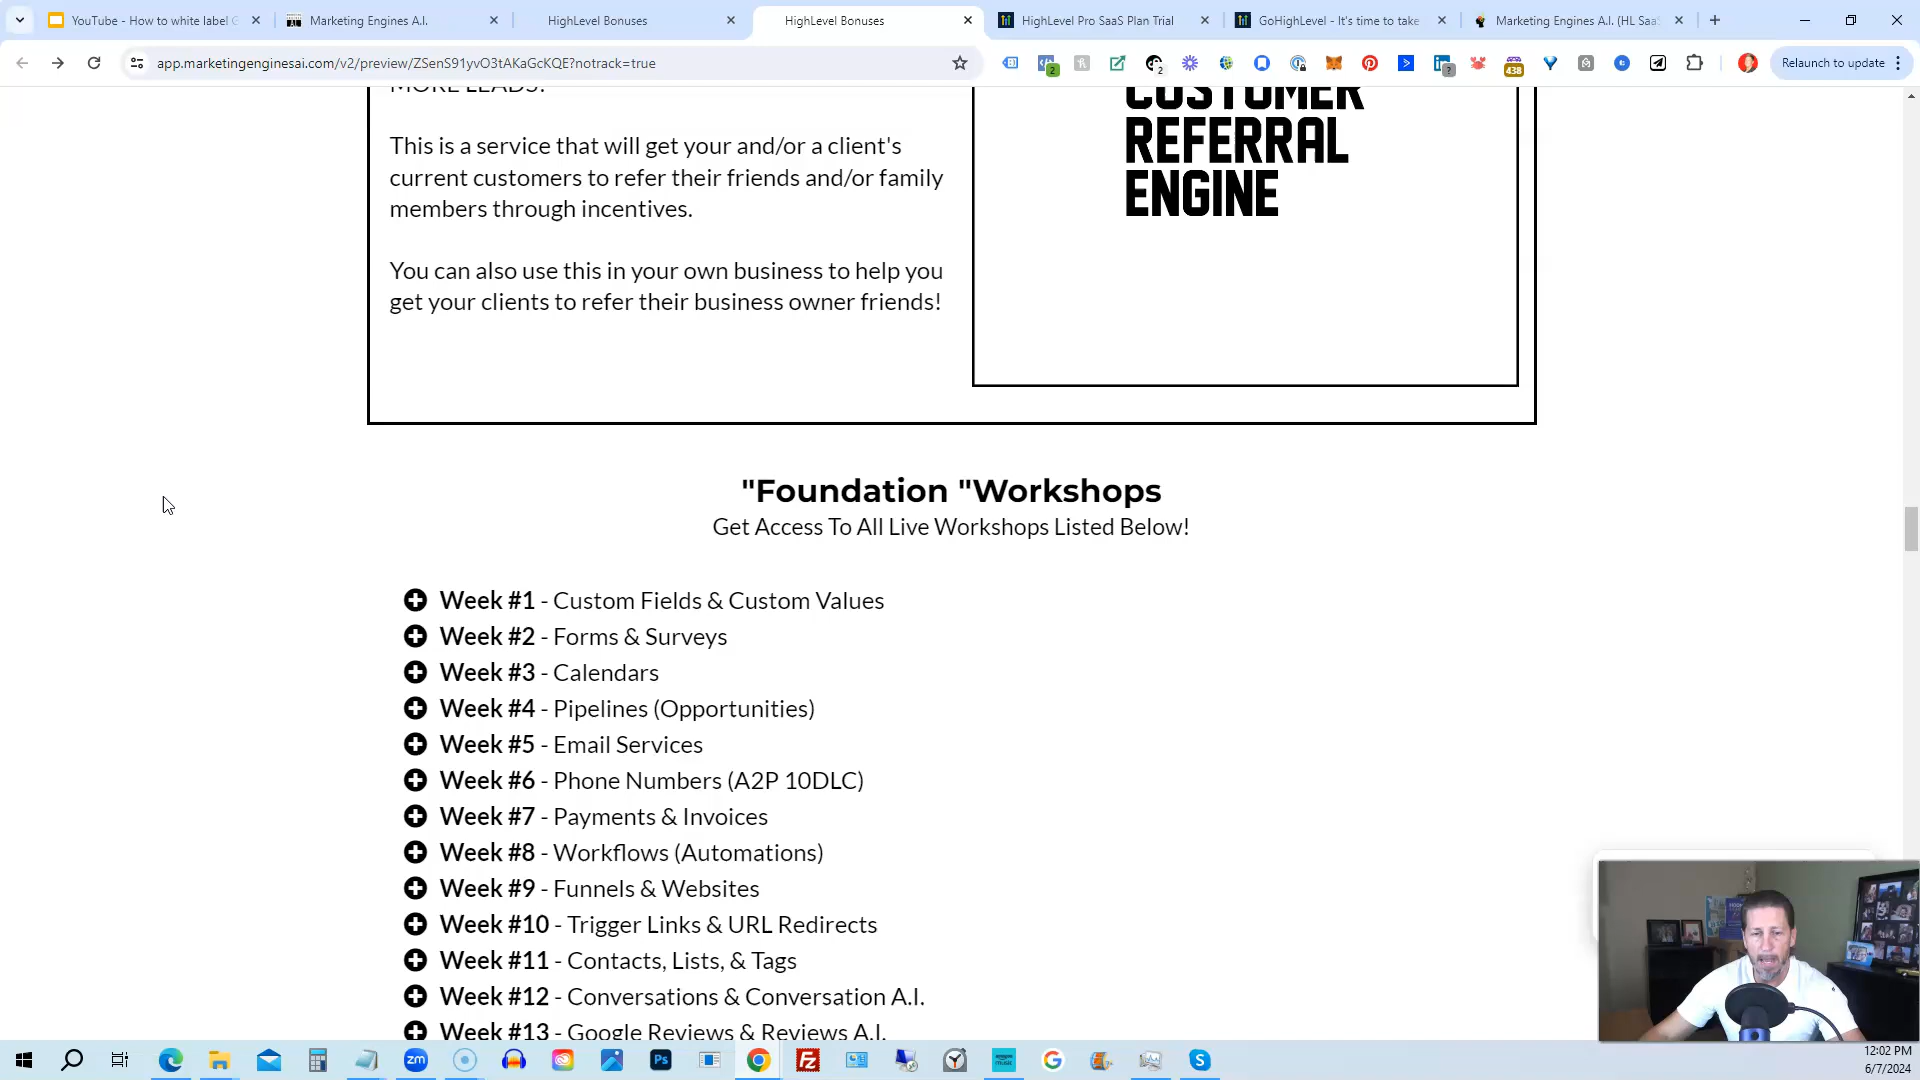 YouTube - How to white label G
Marketing Engines A.I.
HighLevel Bonuses
HighLevel Bonuses
HighLevel Pro SaaS Plan Trial
GoHighLevel - It's time to take
Marketing Engines A.I. (HL Saa
app.marketingenginesai.com/v2/preview/ZSenS91yvO3tAKaGcKQE?notrack=true
2
2
?
438
Relaunch to update
MORE LEADS!
This is a service that will get your and/or a client's
current customers to refer their friends and/or family
members through incentives.
You can also use this in your own business to help you
get your clients to refer their business owner friends!
CUSTOMER
REFERRAL
ENGINE
"Foundation "Workshops
Get Access To All Live Workshops Listed Below!
Week #1 - Custom Fields & Custom Values
Week #2 - Forms & Surveys
Week #3 - Calendars
Week #4 - Pipelines (Opportunities)
Week #5 - Email Services
Week #6 - Phone Numbers (A2P 10DLC)
Week #7 - Payments & Invoices
Week #8 - Workflows (Automations)
Week #9 - Funnels & Websites
Week #10 - Trigger Links & URL Redirects
Week #11 - Contacts, Lists, & Tags
Week #12 - Conversations & Conversation A.I.
Week #13 - Google Reviews & Reviews A.I.
zm
Ps
12:02 PM
6/7/2024